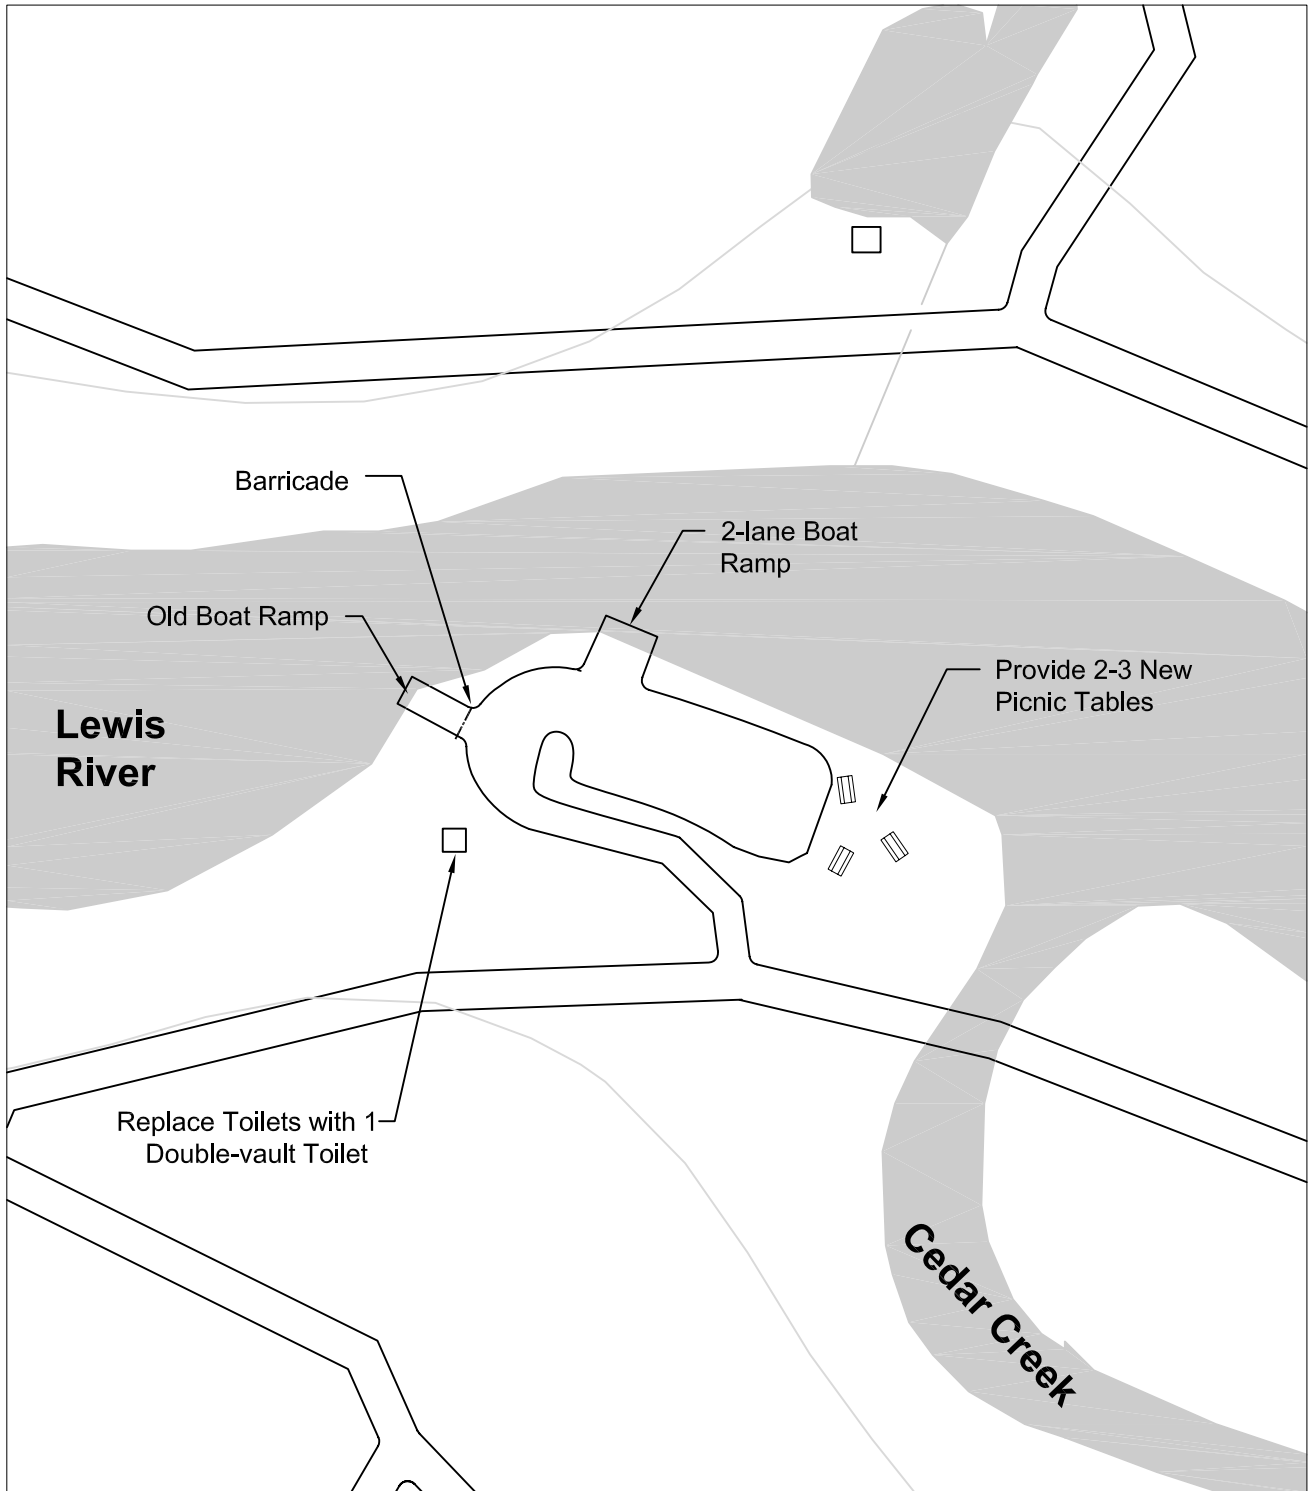 Barricade
2-lane Boat
Ramp
Old Boat Ramp
Provide 2-3 New
Picnic Tables
Lewis
River
Replace Toilets with 1
Double-vault Toilet
Cedar Creek